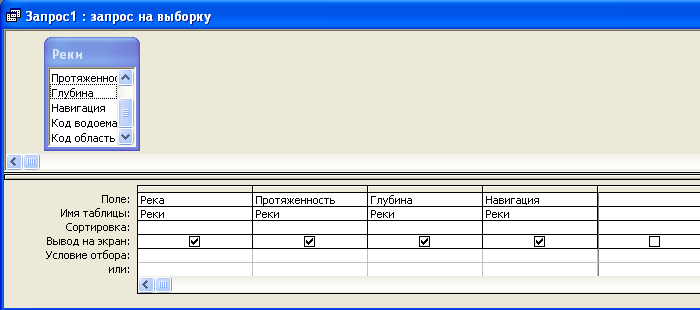 Запрос1 : запрос на выборку
Реки
Протяженнос
Глубина
Навигация
Код водоема
Код область
Поле: Река Протяженность Глубина Навигация
Имя таблицы: Реки Реки Реки Реки
Сортировка:
Вывод на экран:
Условие отбора:
или: